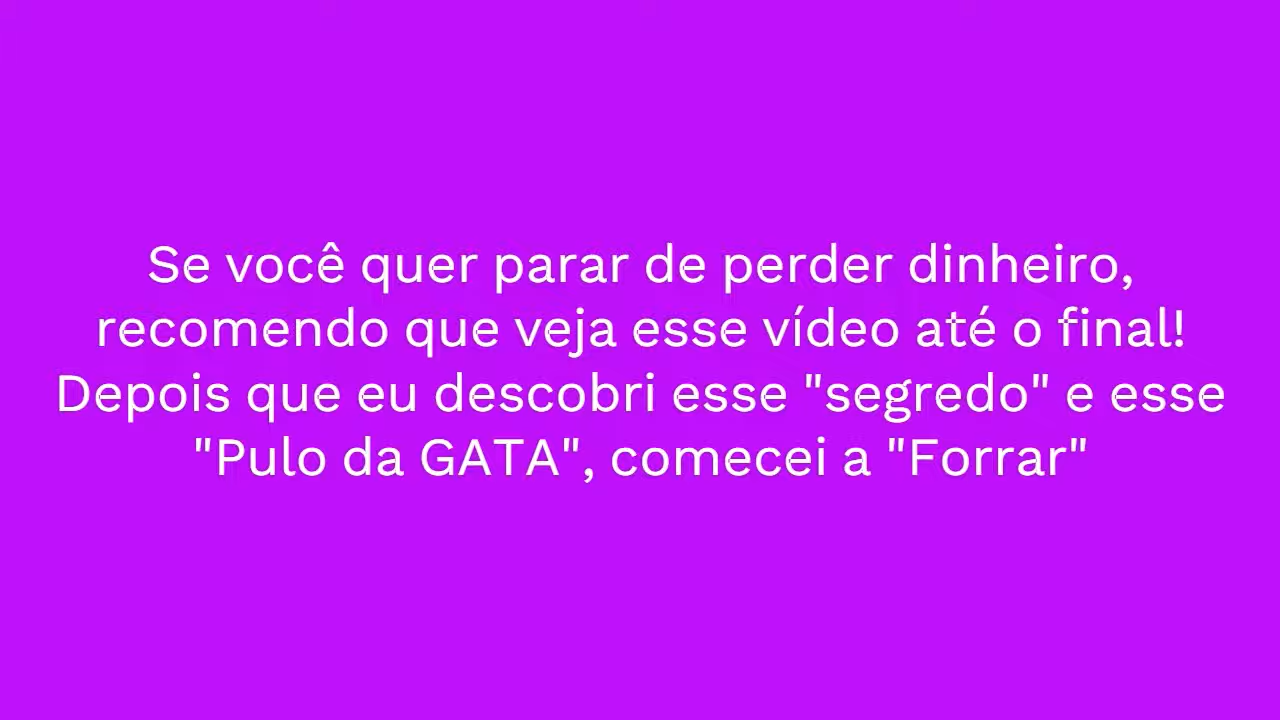 Se você quer parar de perder dinheiro,
recomendo que veja esse vídeo até o final!
Depois que eu descobri esse "segredo" e esse
"Pulo da GATA", comecei a "Forrar"